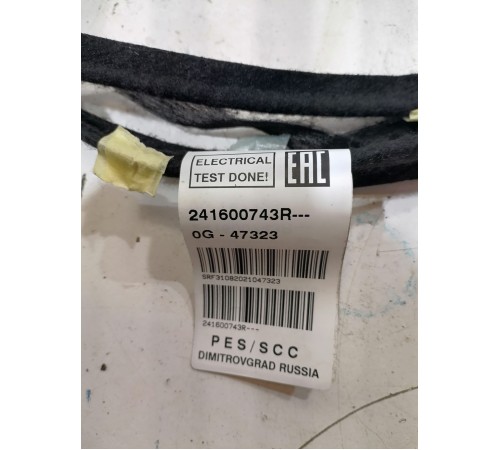 ELECTRICAL
TEST DONE!
EAC
241600743R---
0G - 47323
SRF31082021047323
241600743R---
PES/SCC
DIMITROVGRAD RUSSIA